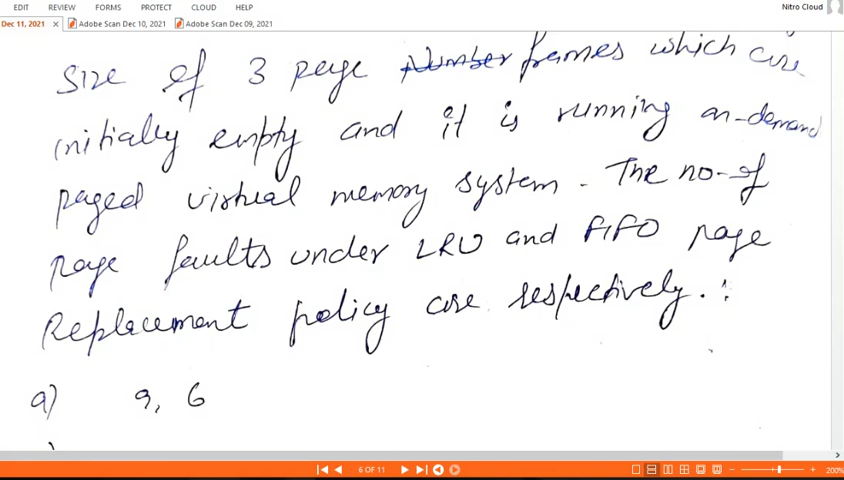 Nitro Cloud
EDIT REVIEW FORMS PROTECT CLOUD HELP
Dec 11, 2021 × Adobe Scan Dec 10, 2021 Adobe Scan Dec 09, 2021
Size of 3 page Number frames which are
initially empty and it is running on-demand
paged virtual memory system. The no-of
page faults under LRU and FIFO page
Replacement policy are respectively.
a) 9, 6
6 OF 11 200%